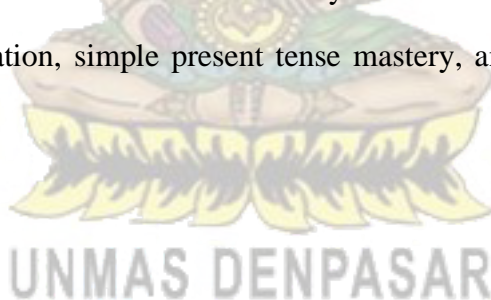 ation, simple present tense mastery, a
UNMAS DENPASAR